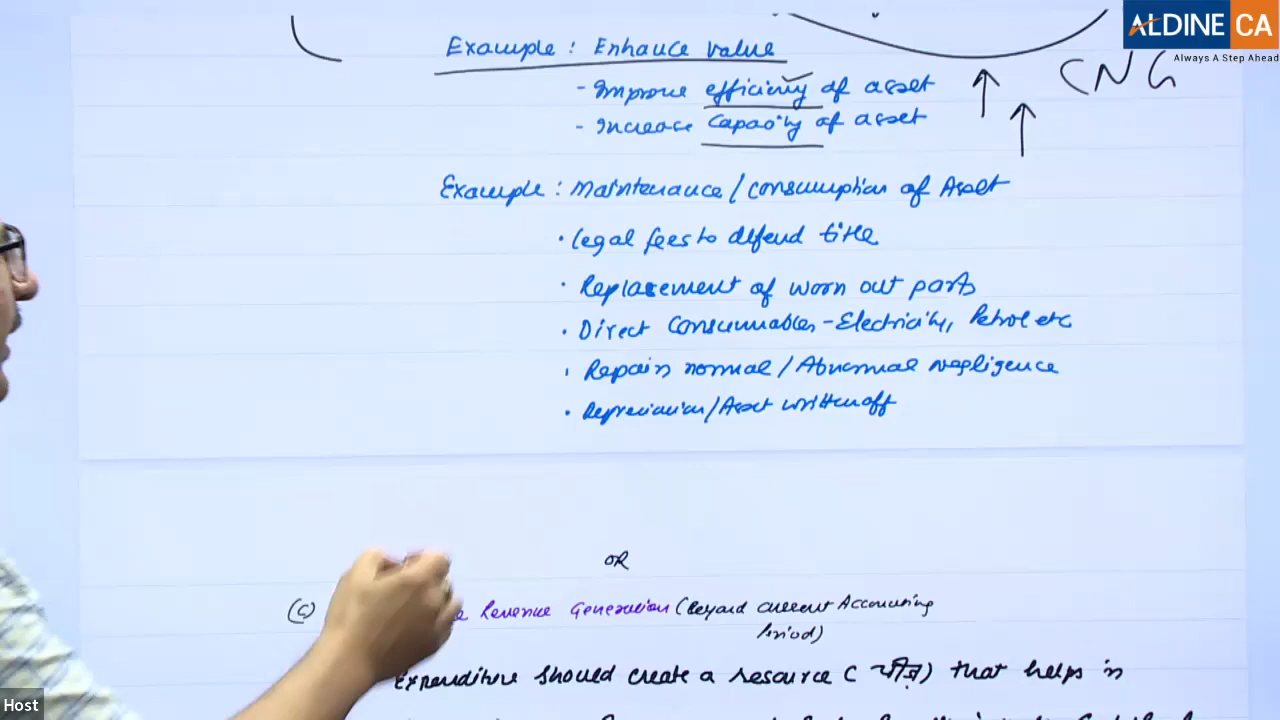 ALDINE CA
Always A Step Ahead
Example : Enhance value
- Improve efficiency of asset
- Increase capacity of asset
CNG
Example : Maintenance / consumption of Asset
• Legal fees to defend title
• Replacement of worn out parts
• Direct Consumables - Electricity, Petrol etc
• Repairs normal / Abnormal negligence
• Depreciation / Asset written off
OR
(C) Revenue Generation (Beyond current Accounting
Period)
Expenditure should create a resource ( चीज़ ) that helps in
Host